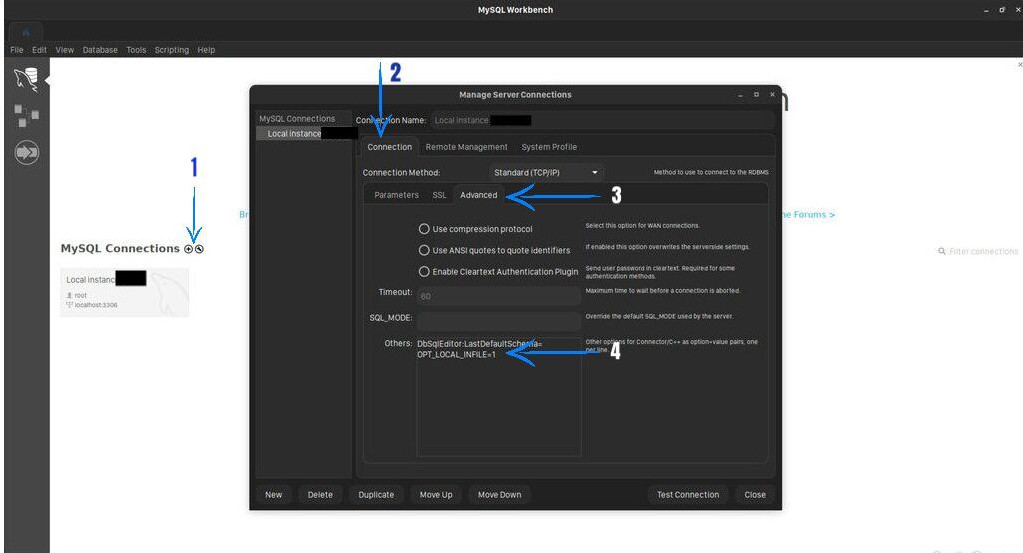 MySQL Workbench
File Edit View Database Tools Scripting Help
2
Manage Server Connections
MySQL Connections
Local instance
Connection Name: Local instance
Connection Remote Management System Profile
1
Connection Method: Standard (TCP/IP) Method to use to connect to the RDBMS
Parameters SSL Advanced 3
Br
he Forums >
Use compression protocol Select this option for WAN connections.
MySQL Connections
Use ANSI quotes to quote identifiers If enabled this option overwrites the serverside settings.
Filter connections
Enable Cleartext Authentication Plugin Send user password in cleartext. Required for some
authentication methods.
Local instanc
root
localhost:3306
Timeout: 60 Maximum time to wait before a connection is aborted.
SQL_MODE: Override the default SQL_MODE used by the server.
Others: DbSqlEditor:LastDefaultSchema=
OPT_LOCAL_INFILE=1
4
Other options for Connector/C++ as option=value pairs, one
per line.
New Delete Duplicate Move Up Move Down Test Connection Close